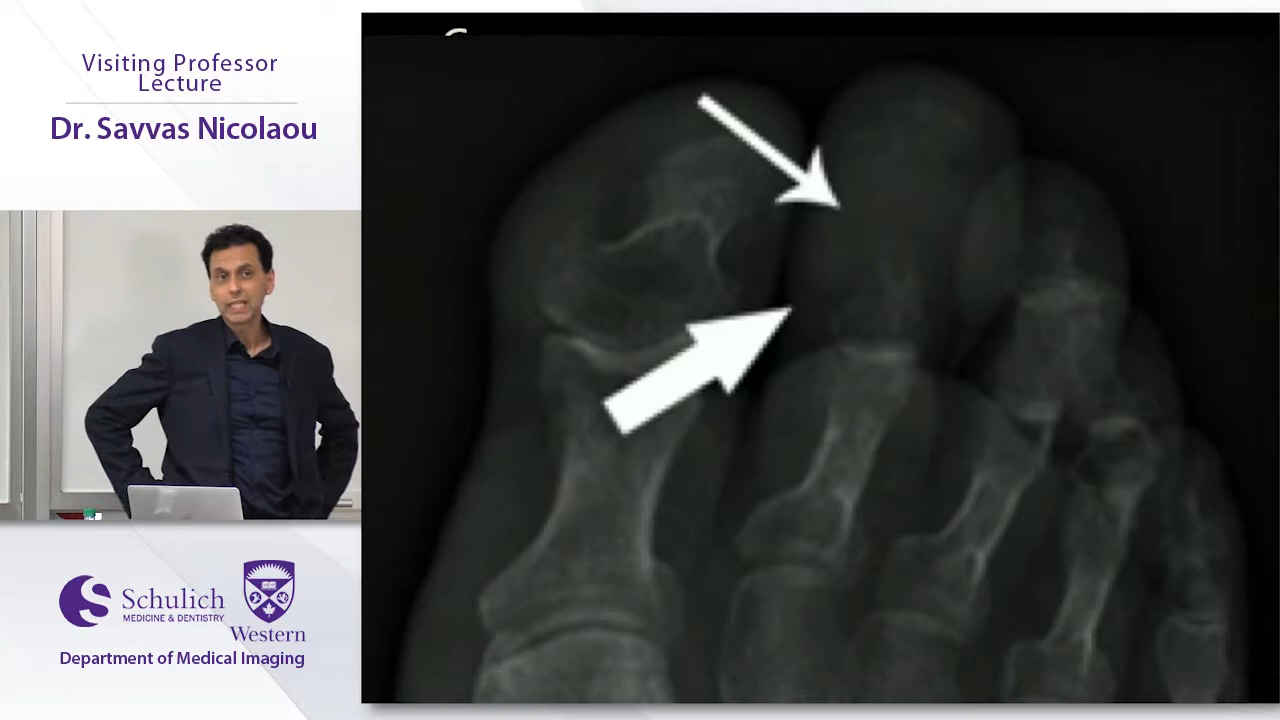 Visiting Professor
Lecture
Dr. Savvas Nicolaou
Schulich
MEDICINE & DENTISTRY
Western
Department of Medical Imaging